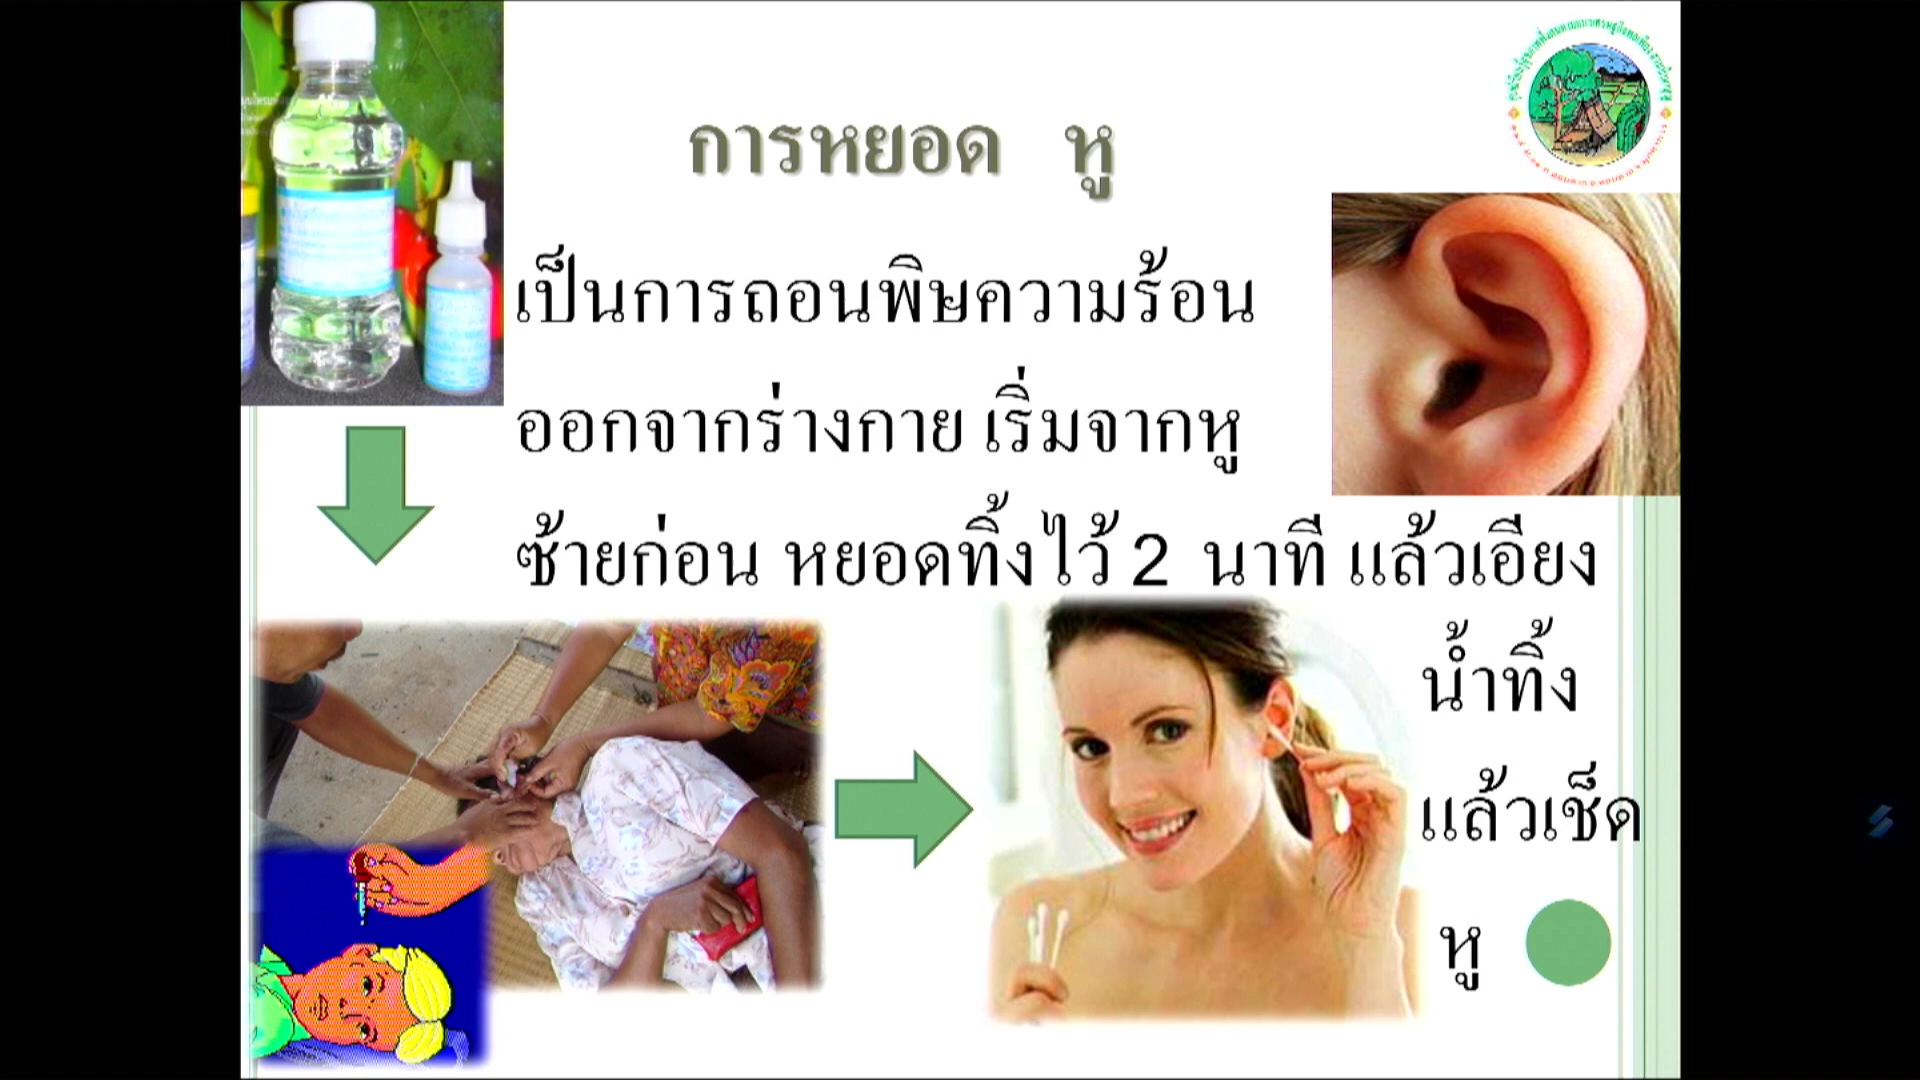 การหยอด หู
เป็นการถอนพิษความร้อน
ออกจากร่างกาย เริ่มจากหู
ซ้ายก่อน หยอดทิ้งไว้ 2 นาที แล้วเอียง
น้ำทิ้ง
แล้วเช็ด
หู